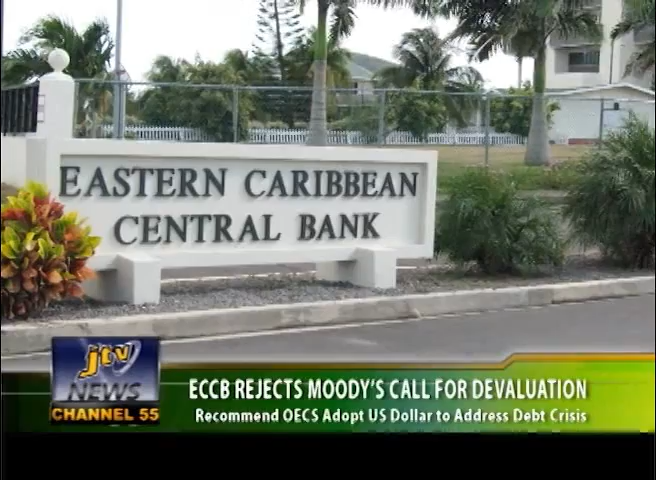 EASTERN CARIBBEAN
CENTRAL BANK
jtv
NEWS
CHANNEL 55
ECCB REJECTS MOODY'S CALL FOR DEVALUATION
Recommend OECS Adopt US Dollar to Address Debt Crisis